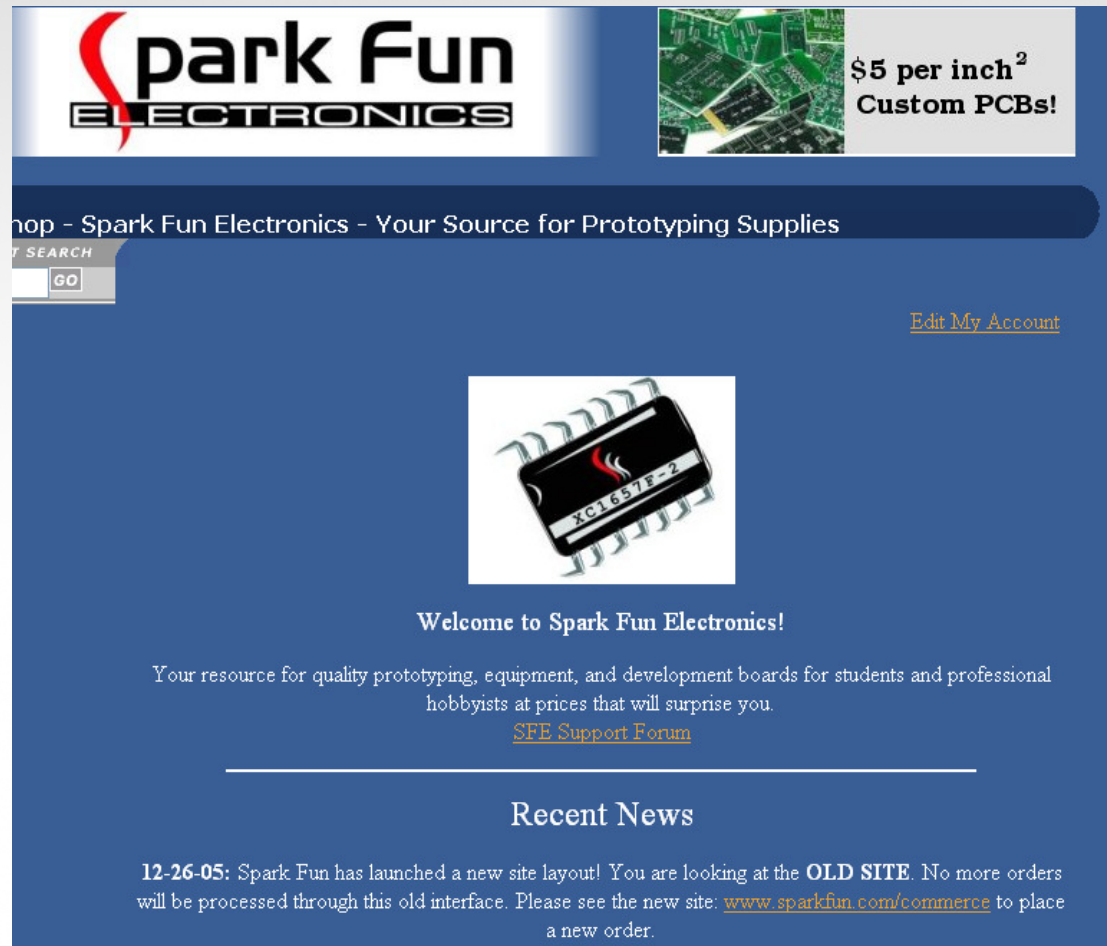 Spark Fun
ELECTRONICS
$5 per inch²
Custom PCBs!
hop - Spark Fun Electronics - Your Source for Prototyping Supplies
T SEARCH
GO
Edit My Account
XC1657F-2
Welcome to Spark Fun Electronics!
Your resource for quality prototyping, equipment, and development boards for students and professional
hobbyists at prices that will surprise you.
SFE Support Forum
Recent News
12-26-05: Spark Fun has launched a new site layout! You are looking at the OLD SITE. No more orders
will be processed through this old interface. Please see the new site: www.sparkfun.com/commerce to place
a new order.